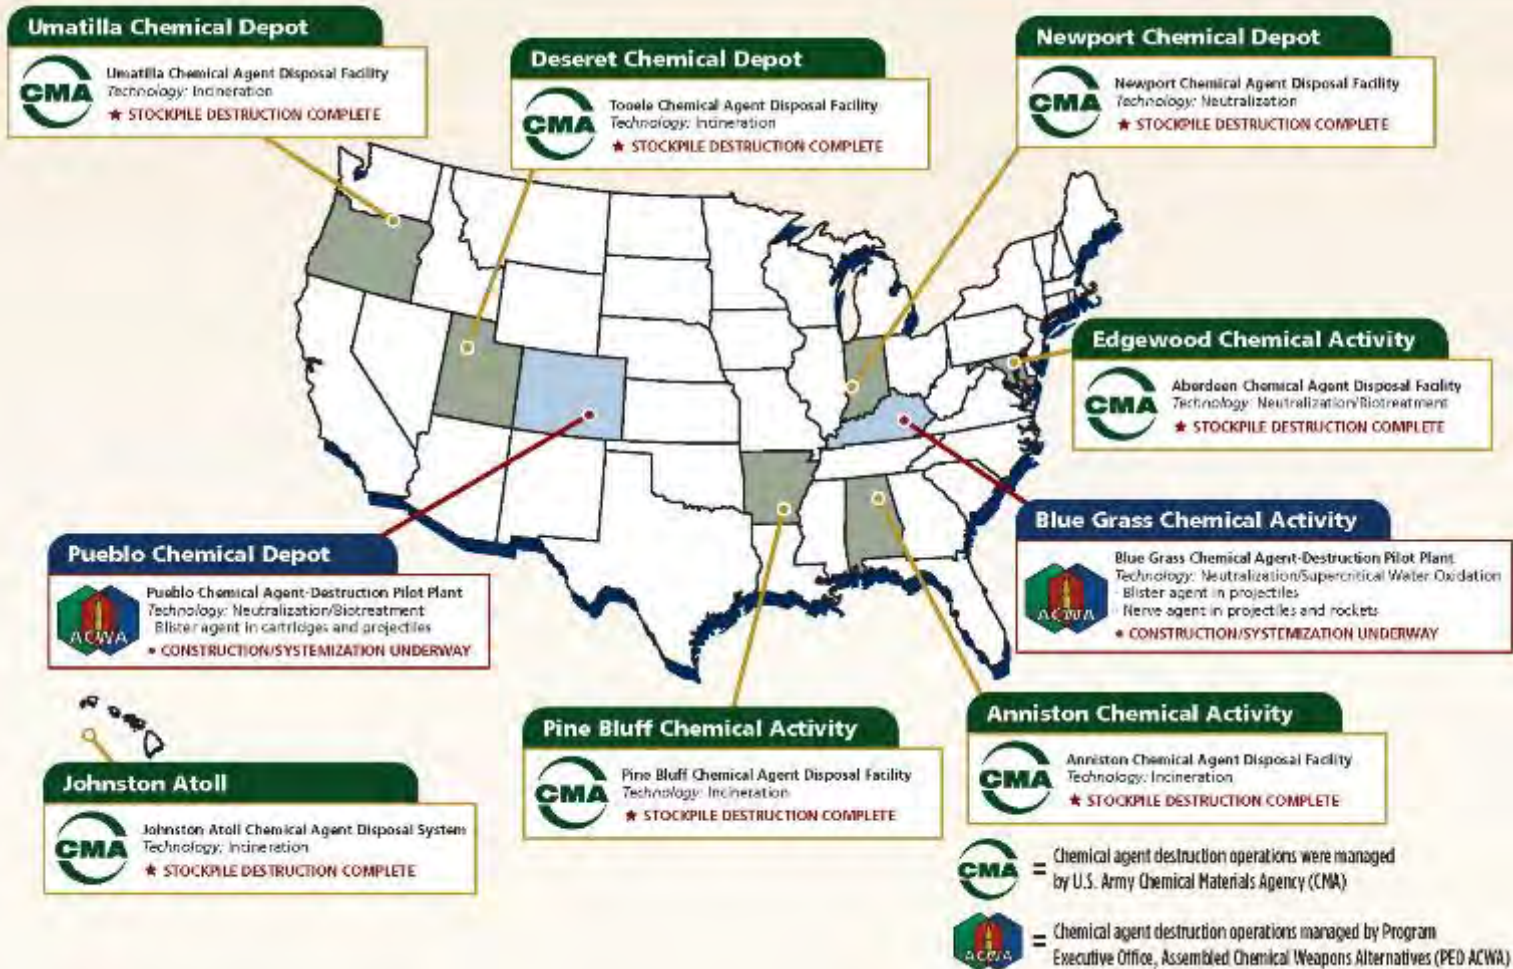 Umatilla Chemical Depot
CMA
Umatilla Chemical Agent Disposal Facility
Technology: Incineration
★ STOCKPILE DESTRUCTION COMPLETE
Deseret Chemical Depot
CMA
Tooele Chemical Agent Disposal Facility
Technology: Incineration
★ STOCKPILE DESTRUCTION COMPLETE
Newport Chemical Depot
CMA
Newport Chemical Agent Disposal Facility
Technology: Neutralization
★ STOCKPILE DESTRUCTION COMPLETE
Edgewood Chemical Activity
CMA
Aberdeen Chemical Agent Disposal Facility
Technology: Neutralization/Biotreatment
★ STOCKPILE DESTRUCTION COMPLETE
Pueblo Chemical Depot
ACWA
Pueblo Chemical Agent-Destruction Pilot Plant
Technology: Neutralization/Biotreatment
· Blister agent in cartridges and projectiles
• CONSTRUCTION/SYSTEMIZATION UNDERWAY
Blue Grass Chemical Activity
ACWA
Blue Grass Chemical Agent-Destruction Pilot Plant
Technology: Neutralization/Supercritical Water Oxidation
· Blister agent in projectiles
· Nerve agent in projectiles and rockets
• CONSTRUCTION/SYSTEMIZATION UNDERWAY
Johnston Atoll
CMA
Johnston Atoll Chemical Agent Disposal System
Technology: Incineration
★ STOCKPILE DESTRUCTION COMPLETE
Pine Bluff Chemical Activity
CMA
Pine Bluff Chemical Agent Disposal Facility
Technology: Incineration
★ STOCKPILE DESTRUCTION COMPLETE
Anniston Chemical Activity
CMA
Anniston Chemical Agent Disposal Facility
Technology: Incineration
★ STOCKPILE DESTRUCTION COMPLETE
CMA = Chemical agent destruction operations were managed
by U.S. Army Chemical Materials Agency (CMA)
ACWA = Chemical agent destruction operations managed by Program
Executive Office, Assembled Chemical Weapons Alternatives (PEO ACWA)